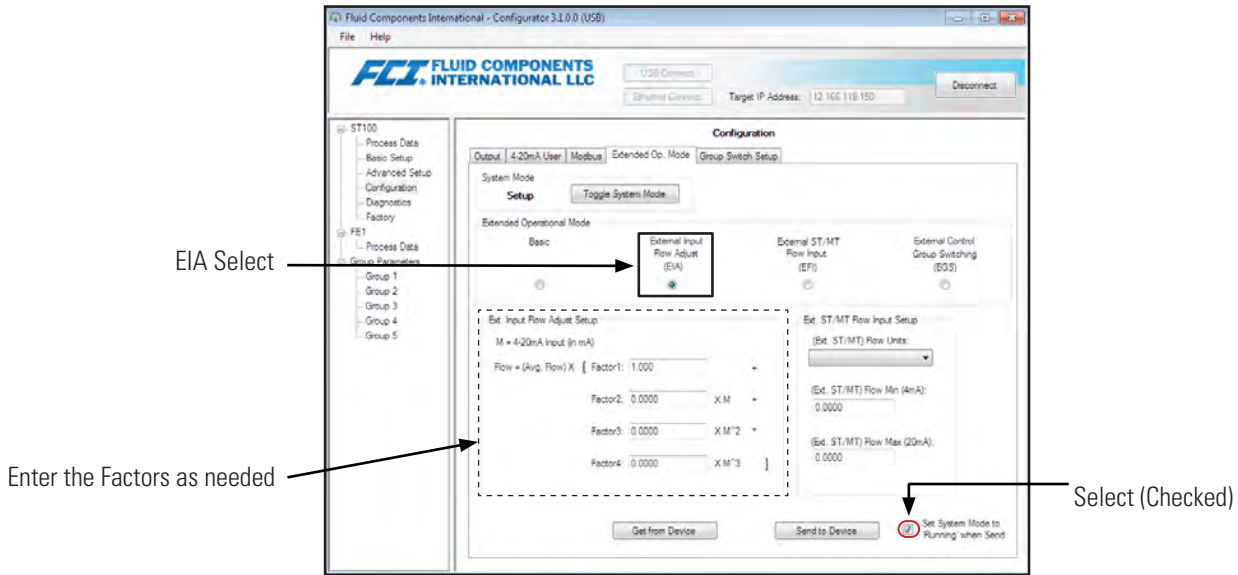 Fluid Components International - Configurator 3.1.0.0 (USB)
File Help
FCI. FLUID COMPONENTS
INTERNATIONAL LLC
USB Connect
Ethernet Connect
Target IP Address: 12.166.119.150
Disconnect
ST100
Process Data
Basic Setup
Advanced Setup
Configuration
Diagnostics
Factory
FE1
Process Data
Group Parameters
Group 1
Group 2
Group 3
Group 4
Group 5
Configuration
Output 4-20mA User Modbus Extended Op. Mode Group Switch Setup
System Mode
Setup Toggle System Mode
Extended Operational Mode
Basic
External Input
Flow Adjust
(EIA)
External ST/MT
Flow Input
(EFI)
External Control
Group Switching
(EGS)
EIA Select
Ext. Input Flow Adjust Setup
M = 4-20mA Input (in mA)
Flow = (Avg. Flow) X [ Factor1: 1.000 +
Factor2: 0.0000 X M +
Factor3: 0.0000 X M^2 +
Factor4: 0.0000 X M^3 ]
Enter the Factors as needed
Ext. ST/MT Flow Input Setup
(Ext. ST/MT) Flow Units:
(Ext. ST/MT) Flow Min (4mA):
0.0000
(Ext. ST/MT) Flow Max (20mA):
0.0000
Get from Device
Send to Device
Set System Mode to
'Running' when Send
Select (Checked)